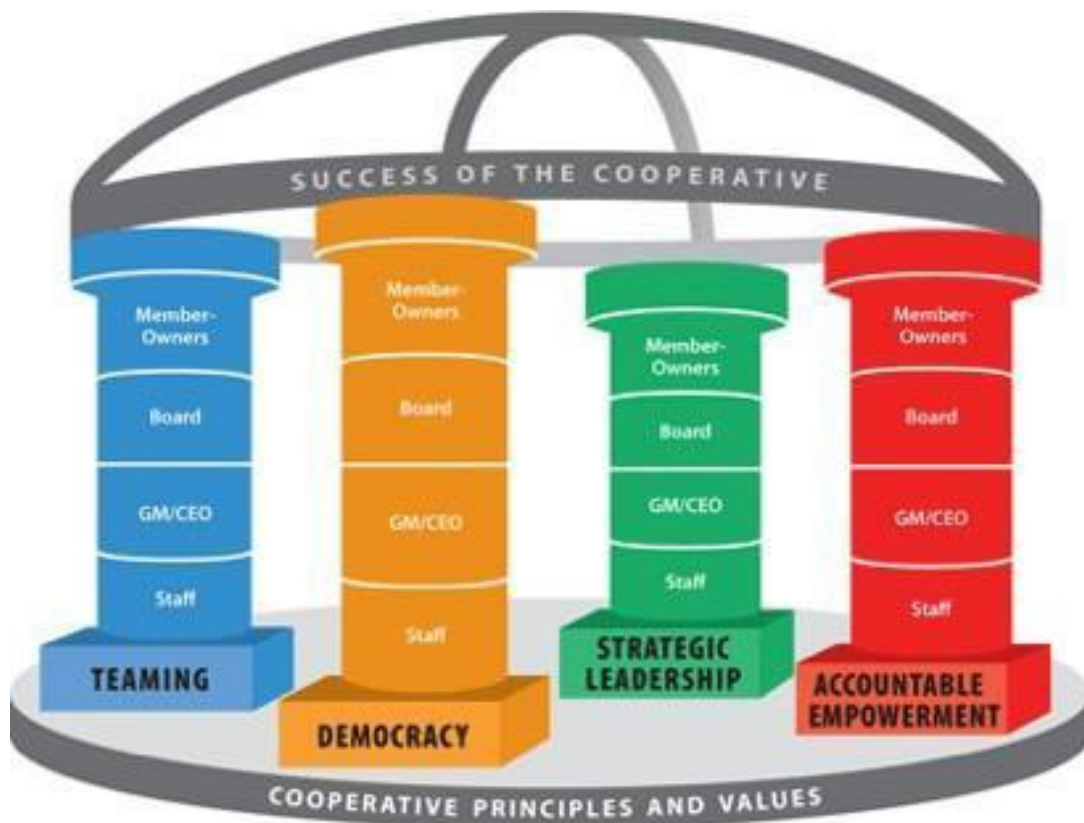 SUCCESS OF THE COOPERATIVE
Member-
Owners
Board
GM/CEO
Staff
TEAMING
Member-
Owners
Board
GM/CEO
Staff
DEMOCRACY
Member-
Owners
Board
GM/CEO
Staff
STRATEGIC
LEADERSHIP
Member-
Owners
Board
GM/CEO
Staff
ACCOUNTABLE
EMPOWERMENT
COOPERATIVE PRINCIPLES AND VALUES